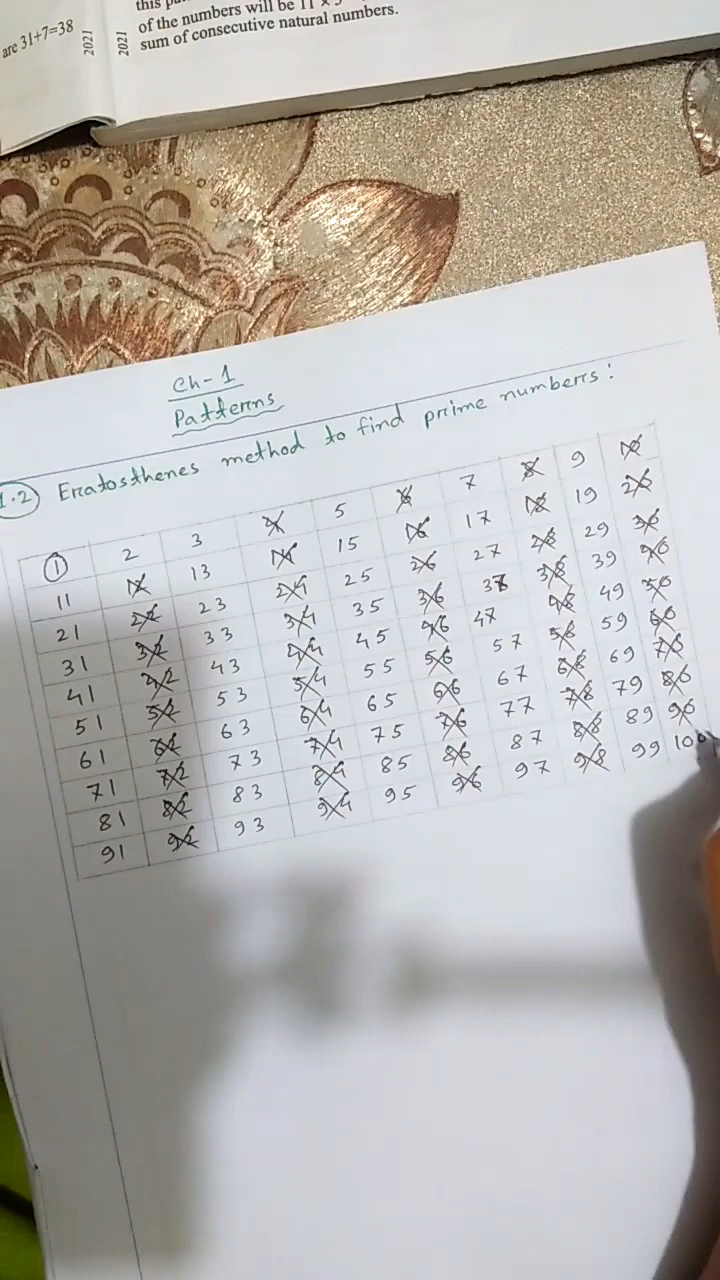 are 31+7=38
2021
2021
of the numbers will be 11 ×
sum of consecutive natural numbers.
Ch-1
Patterns
1.2 Eratosthenes method to find prime numbers:
1 2 3 4 5 6 7 8 9 10
11 12 13 14 15 16 17 18 19 20
21 22 23 24 25 26 27 28 29 30
31 32 33 34 35 36 37 38 39 40
41 42 43 44 45 46 47 48 49 50
51 52 53 54 55 56 57 58 59 60
61 62 63 64 65 66 67 68 69 70
71 72 73 74 75 76 77 78 79 80
81 82 83 84 85 86 87 88 89 90
91 92 93 94 95 96 97 98 99 100